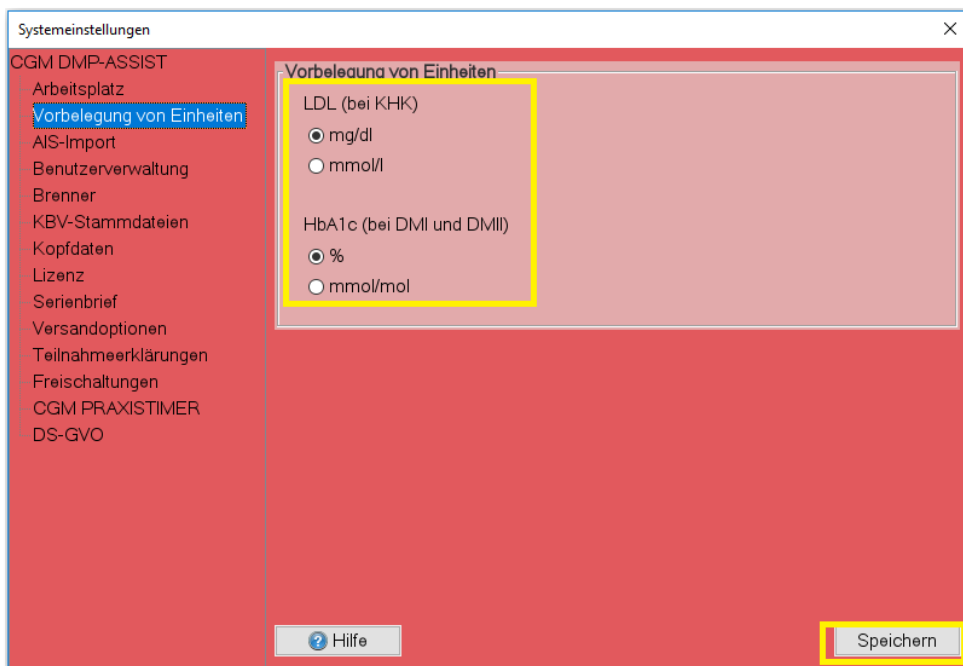 Systemeinstellungen
CGM DMP-ASSIST
Arbeitsplatz
Vorbelegung von Einheiten
AIS-Import
Benutzerverwaltung
Brenner
KBV-Stammdateien
Kopfdaten
Lizenz
Serienbrief
Versandoptionen
Teilnahmeerklärungen
Freischaltungen
CGM PRAXISTIMER
DS-GVO
Vorbelegung von Einheiten
LDL (bei KHK)
mg/dl
mmol/l
HbA1c (bei DMI und DMII)
%
mmol/mol
Hilfe
Speichern